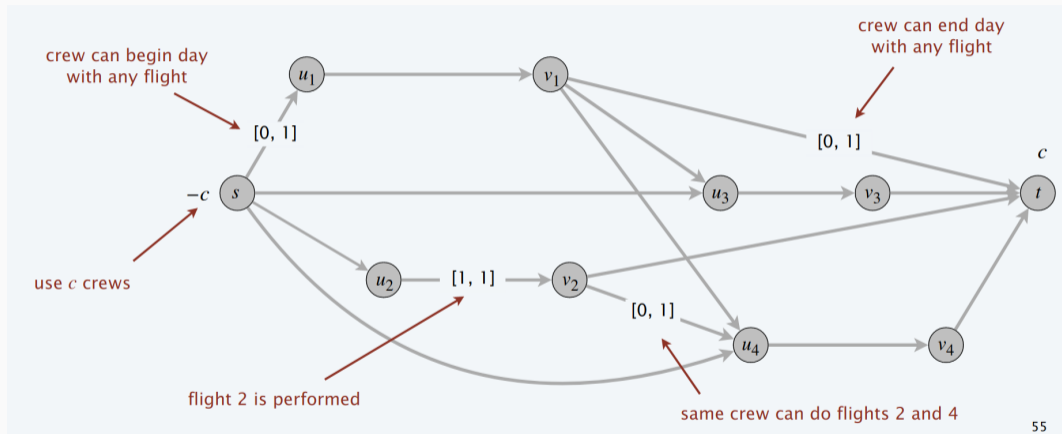 crew can begin day
with any flight
crew can end day
with any flight
u1
v1
[0, 1]
[0, 1]
c
−c
s
u3
v3
t
use c crews
u2
[1, 1]
v2
[0, 1]
u4
v4
flight 2 is performed
same crew can do flights 2 and 4
55